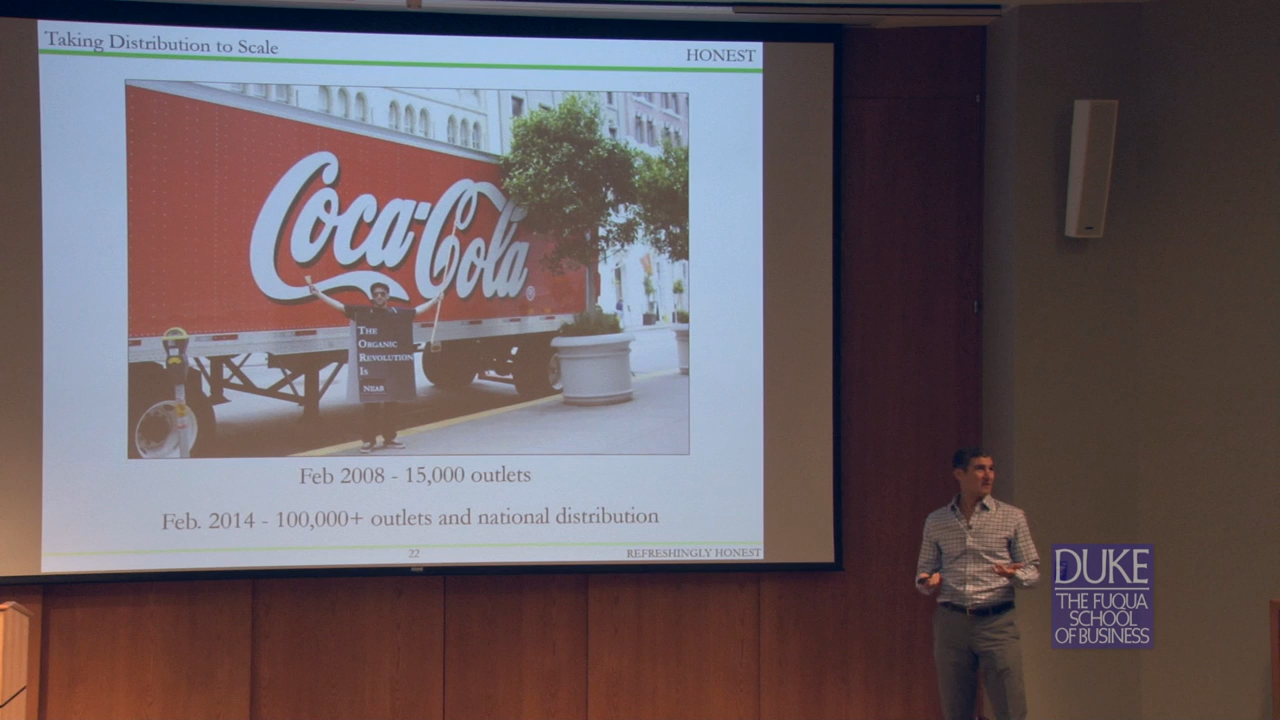 Taking Distribution to Scale
HONEST
Coca-Cola
THE
ORGANIC
REVOLUTION
IS
NEAR
Feb 2008 - 15,000 outlets
Feb. 2014 - 100,000+ outlets and national distribution
22
REFRESHINGLY HONEST
DUKE
THE FUQUA
SCHOOL
OF BUSINESS